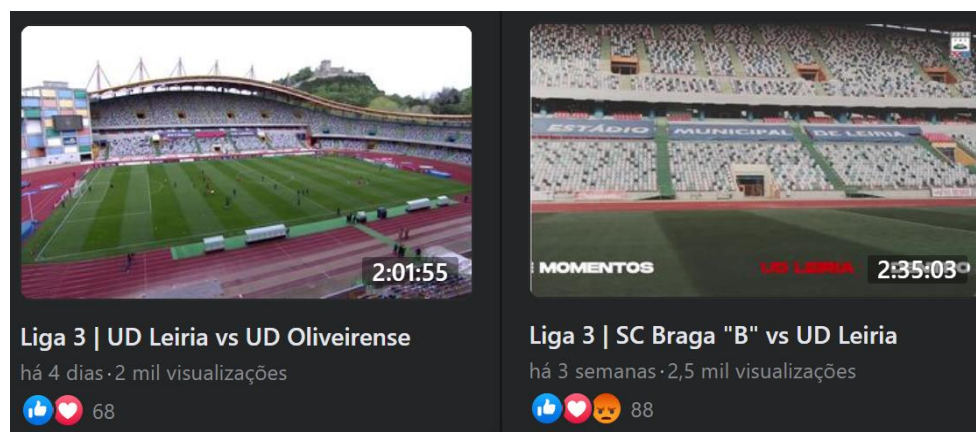 ESTÁDIO MUNICIPAL DE LEIRIA
E MOMENTOS UD LEIRIA
2:01:55
2:35:03
Liga 3 | UD Leiria vs UD Oliveirense
há 4 dias·2 mil visualizações
68
Liga 3 | SC Braga "B" vs UD Leiria
há 3 semanas·2,5 mil visualizações
88